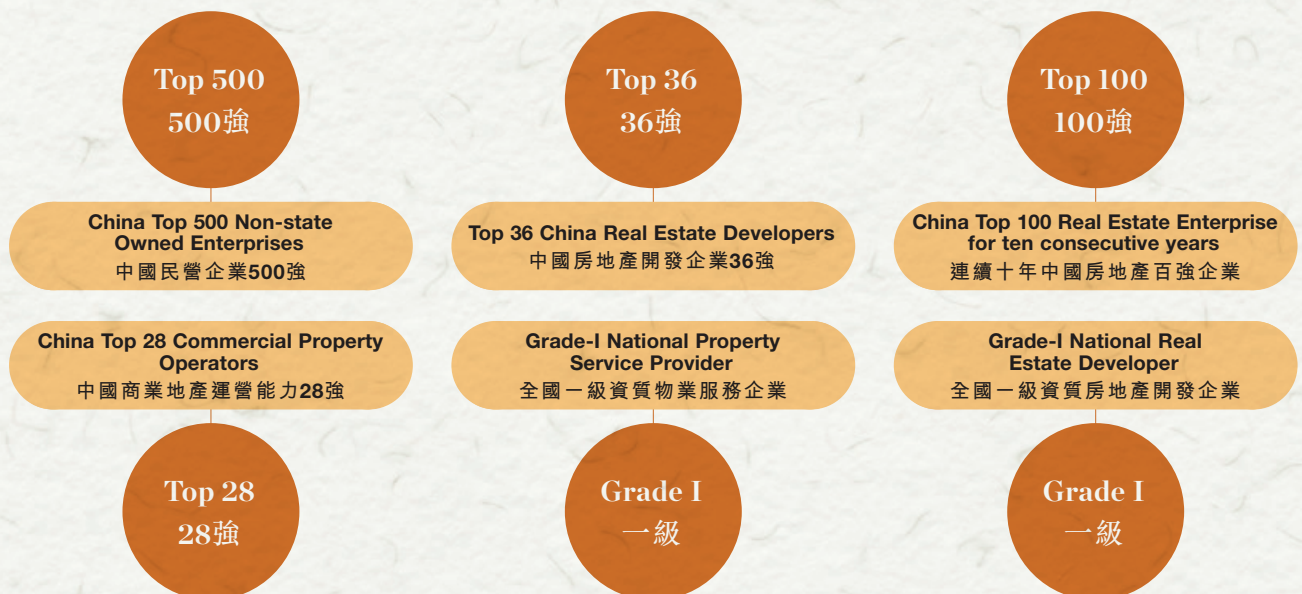 Top 500
500強
China Top 500 Non-state
Owned Enterprises
中國民營企業500強
Top 36
36強
Top 36 China Real Estate Developers
中國房地產開發企業36強
Top 100
100強
China Top 100 Real Estate Enterprise
for ten consecutive years
連續十年中國房地產百強企業
China Top 28 Commercial Property
Operators
中國商業地產運營能力28強
Top 28
28強
Grade-I National Property
Service Provider
全國一級資質物業服務企業
Grade I
一級
Grade-I National Real
Estate Developer
全國一級資質房地產開發企業
Grade I
一級